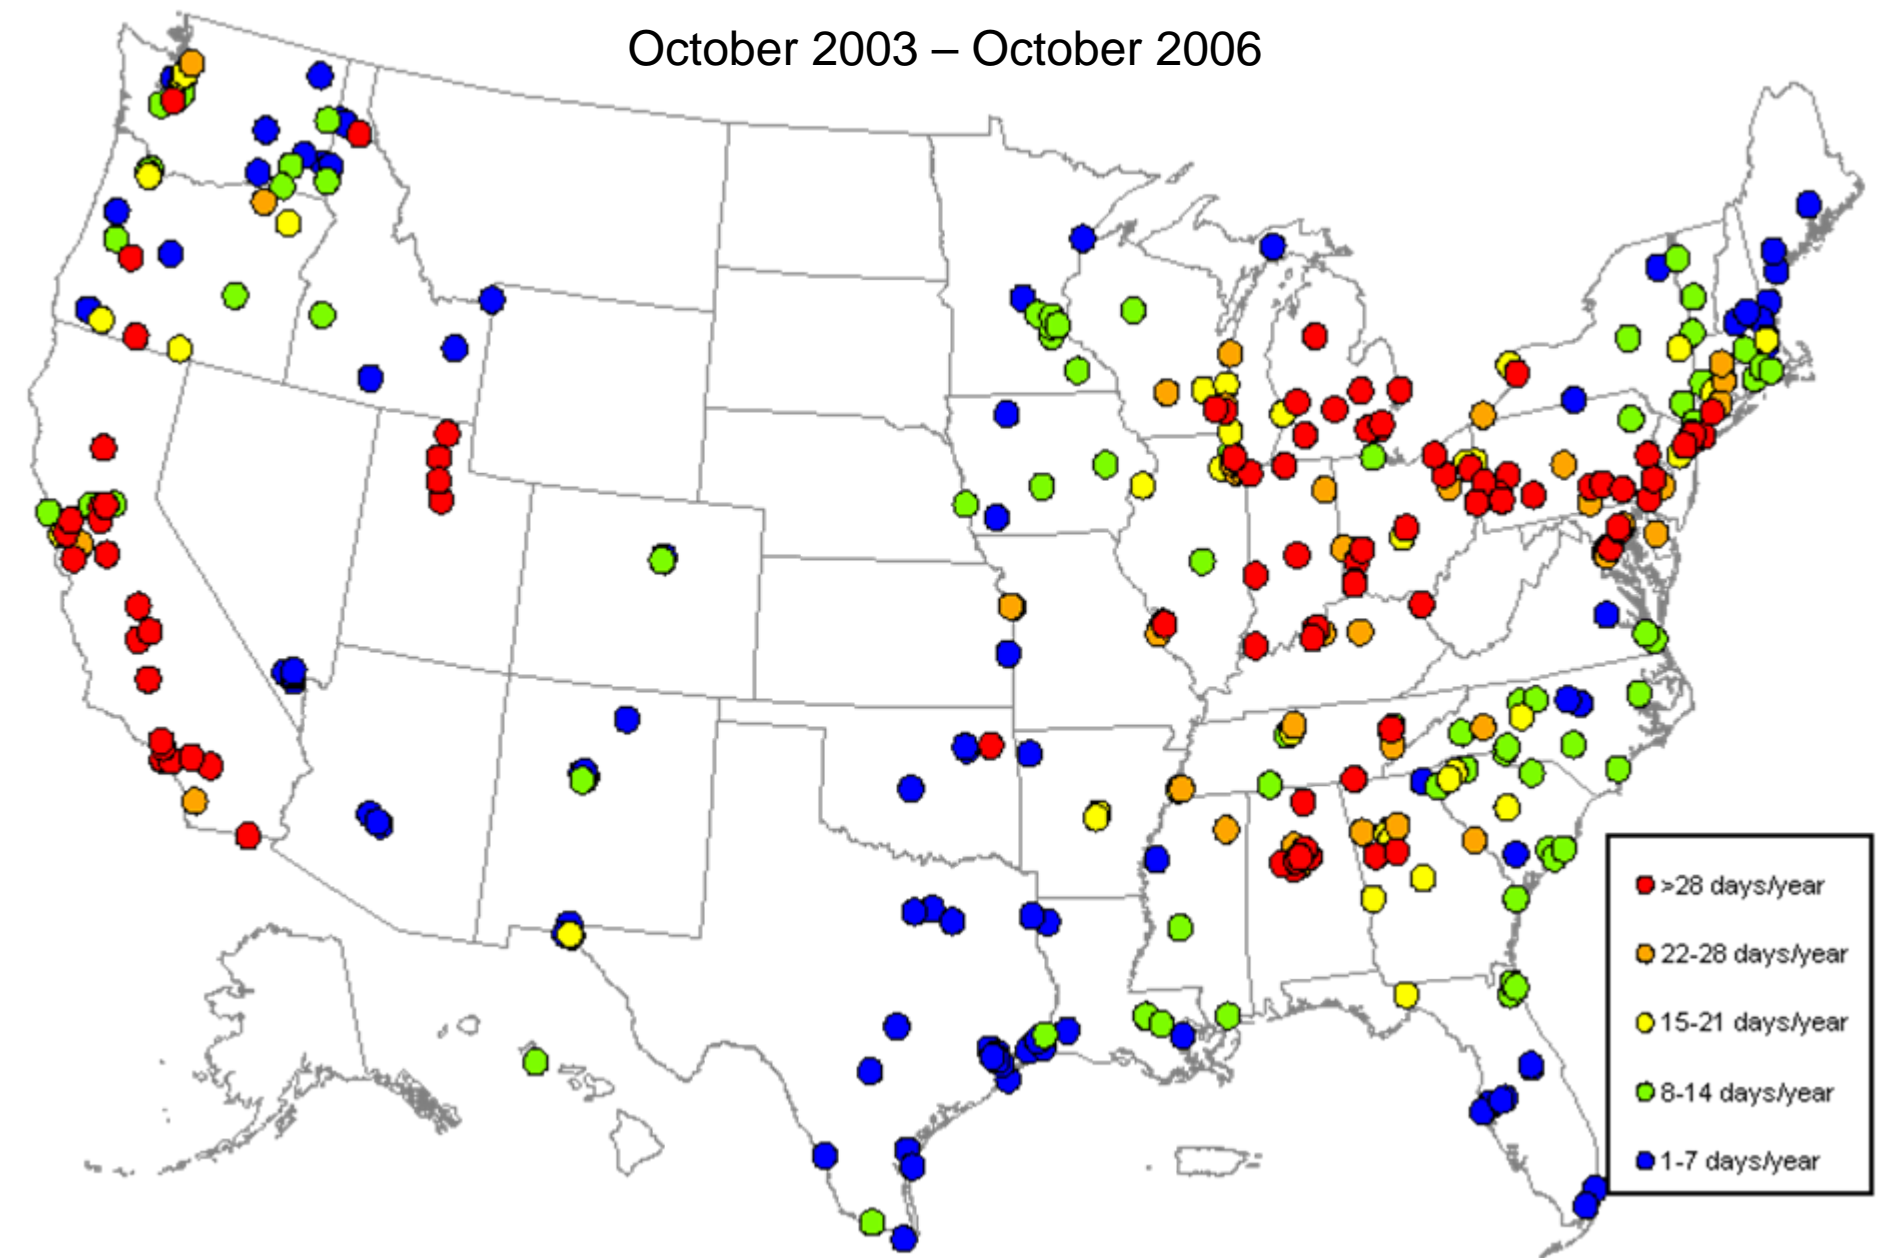 October 2003 – October 2006
>28 days/year
22-28 days/year
15-21 days/year
8-14 days/year
1-7 days/year